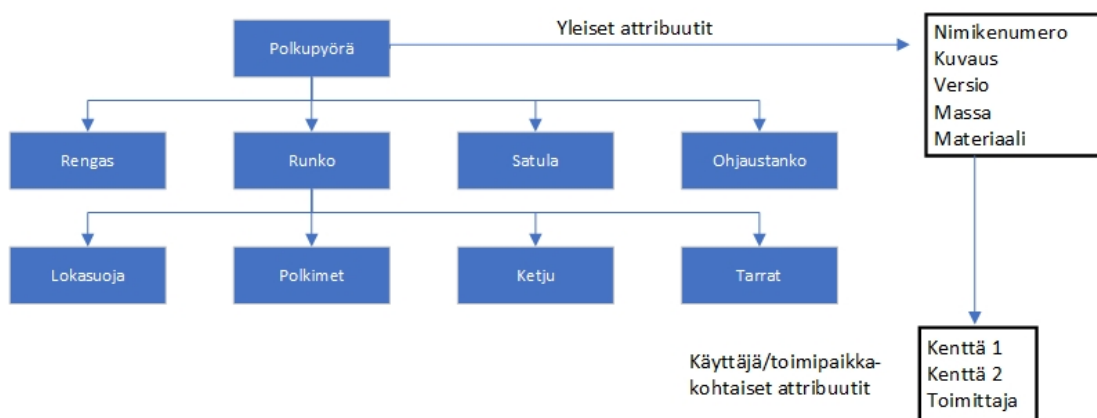 Polkupyörä
Yleiset attribuutit
Nimikenumero
Kuvaus
Versio
Massa
Materiaali
Rengas
Runko
Satula
Ohjaustanko
Lokasuoja
Polkimet
Ketju
Tarrat
Käyttäjä/toimipaikka-
kohtaiset attribuutit
Kenttä 1
Kenttä 2
Toimittaja